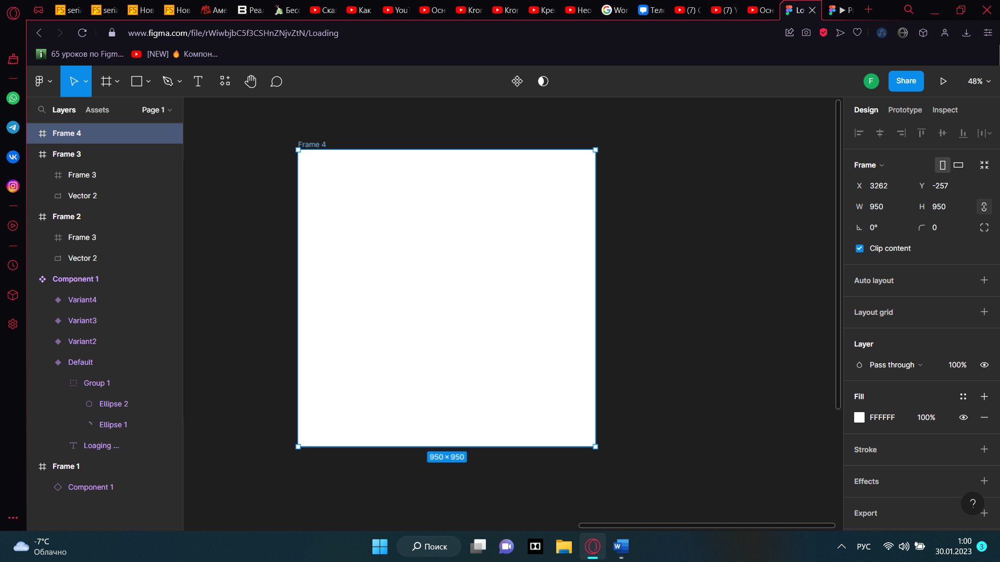 seria
seria
Нов
Нов
Аме
Реа
Бесс
Ска
Как
YouT
Осн
Kror
Kror
Кре
Нео
Wor
Теле
(7) С
(7) Y
Осн
Lo
Р
www.figma.com/file/rWiwbjbC5f3CSHnZNjvZtN/Loading
65 уроков по Figm...
[NEW] 🔥 Компон...
F
Share
48%
Layers
Assets
Page 1
Frame 4
Frame 3
Frame 3
Vector 2
Frame 2
Frame 3
Vector 2
Component 1
Variant4
Variant3
Variant2
Default
Group 1
Ellipse 2
Ellipse 1
Loaging ...
Frame 1
Component 1
Frame 4
950 × 950
Design
Prototype
Inspect
Frame
X 3262
Y -257
W 950
H 950
0°
0
Clip content
Auto layout
Layout grid
Layer
Pass through
100%
Fill
FFFFFF
100%
Stroke
Effects
Export
?
-7°C
Облачно
Поиск
РУС
1:00
30.01.2023
3